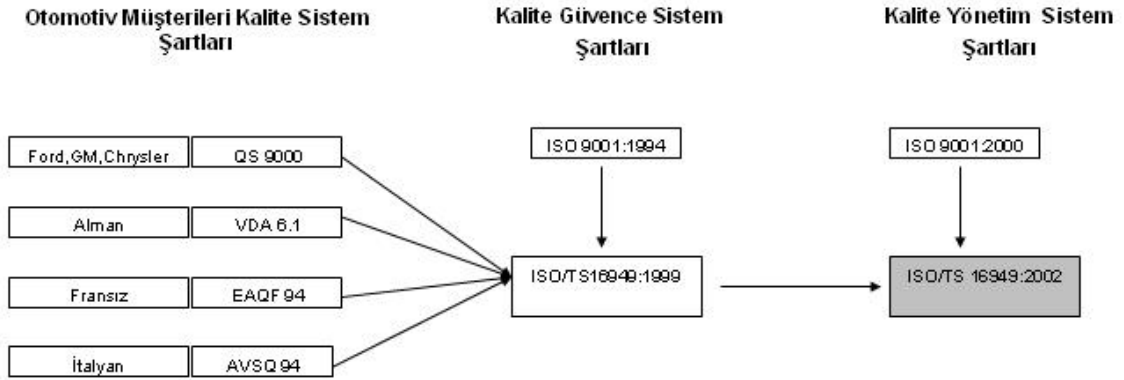 Otomotiv Müşterileri Kalite Sistem
Şartları
Kalite Güvence Sistem
Şartları
Kalite Yönetim Sistem
Şartları
Ford,GM,Chrysler
QS 9000
Alman
VDA 6.1
Fransız
EAQF 94
İtalyan
AVSQ 94
ISO 9001:1994
ISO/TS16949:1999
ISO 9001:2000
ISO/TS 16949:2002